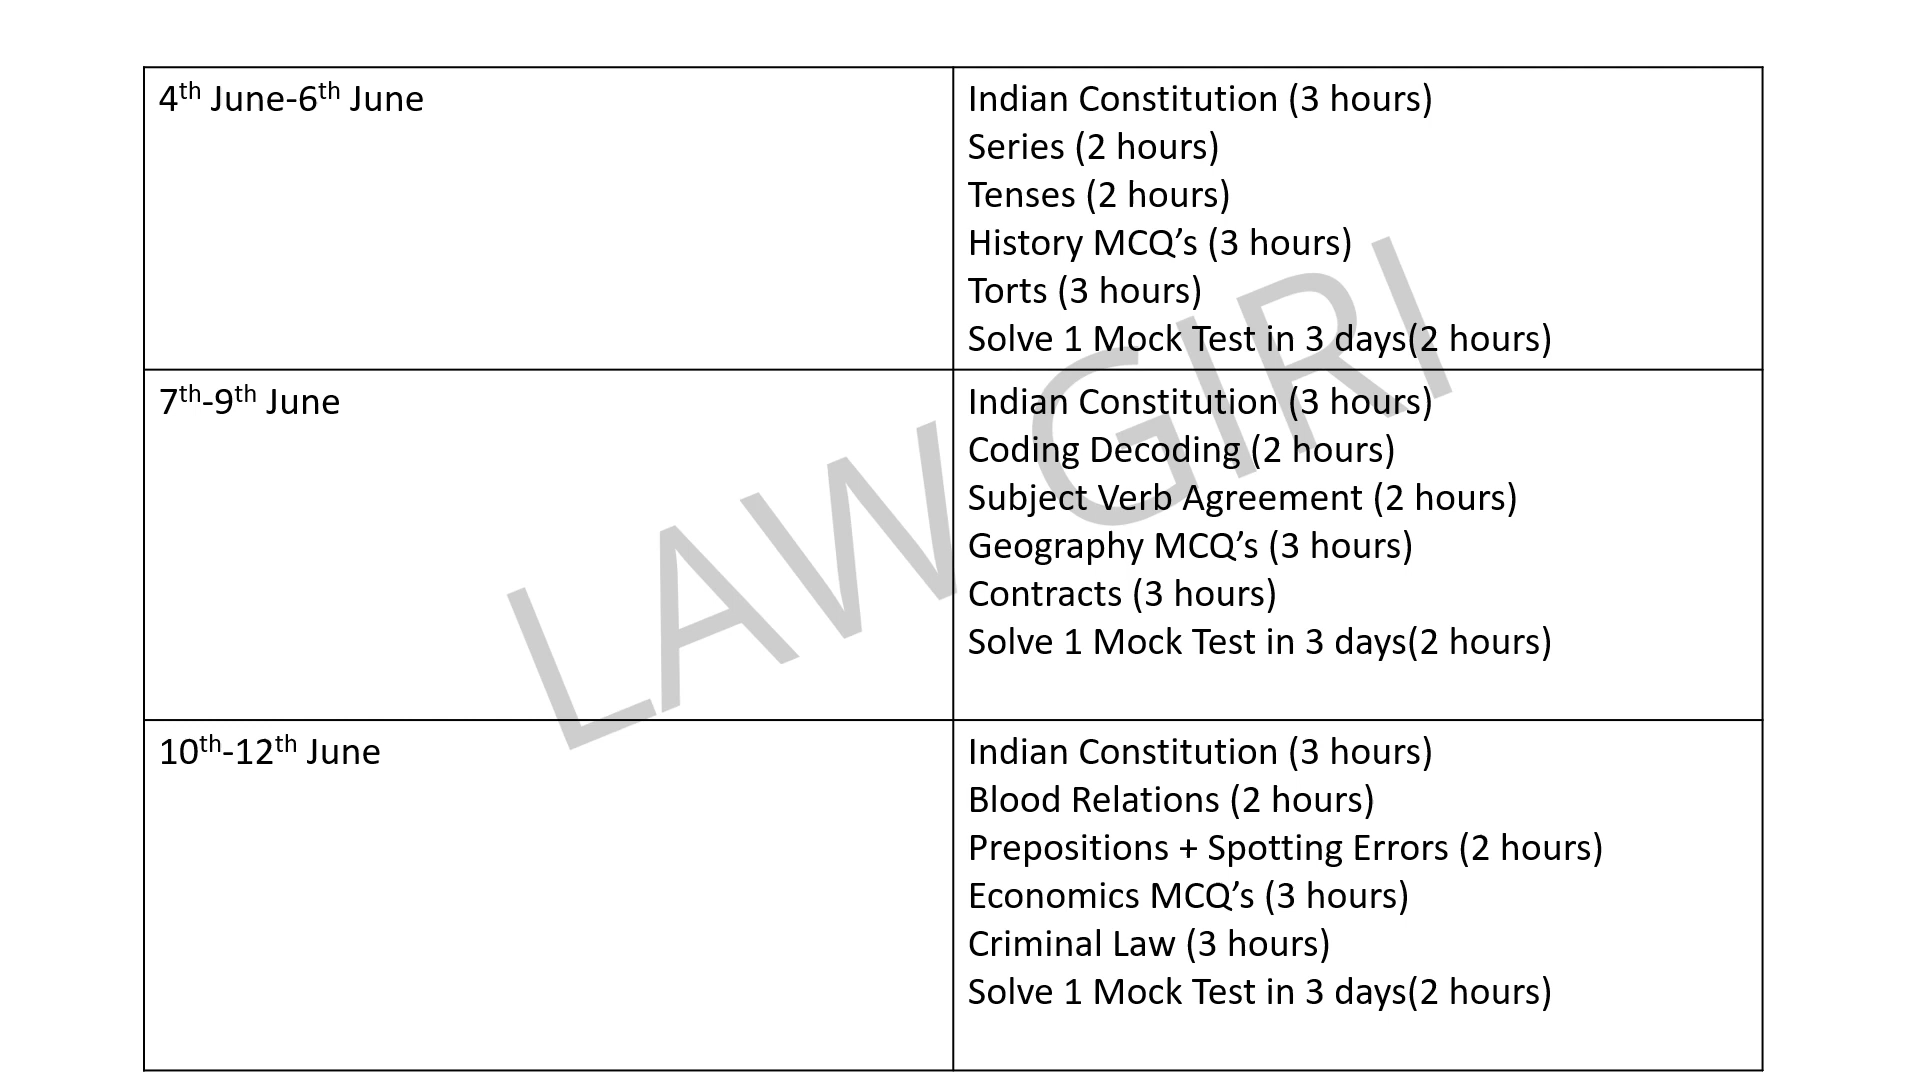 4th June-6th June
Indian Constitution (3 hours)
Series (2 hours)
Tenses (2 hours)
History MCQ’s (3 hours)
Torts (3 hours)
Solve 1 Mock Test in 3 days(2 hours)
7th-9th June
Indian Constitution (3 hours)
Coding Decoding (2 hours)
Subject Verb Agreement (2 hours)
Geography MCQ’s (3 hours)
Contracts (3 hours)
Solve 1 Mock Test in 3 days(2 hours)
10th-12th June
Indian Constitution (3 hours)
Blood Relations (2 hours)
Prepositions + Spotting Errors (2 hours)
Economics MCQ’s (3 hours)
Criminal Law (3 hours)
Solve 1 Mock Test in 3 days(2 hours)
LAW GIRI